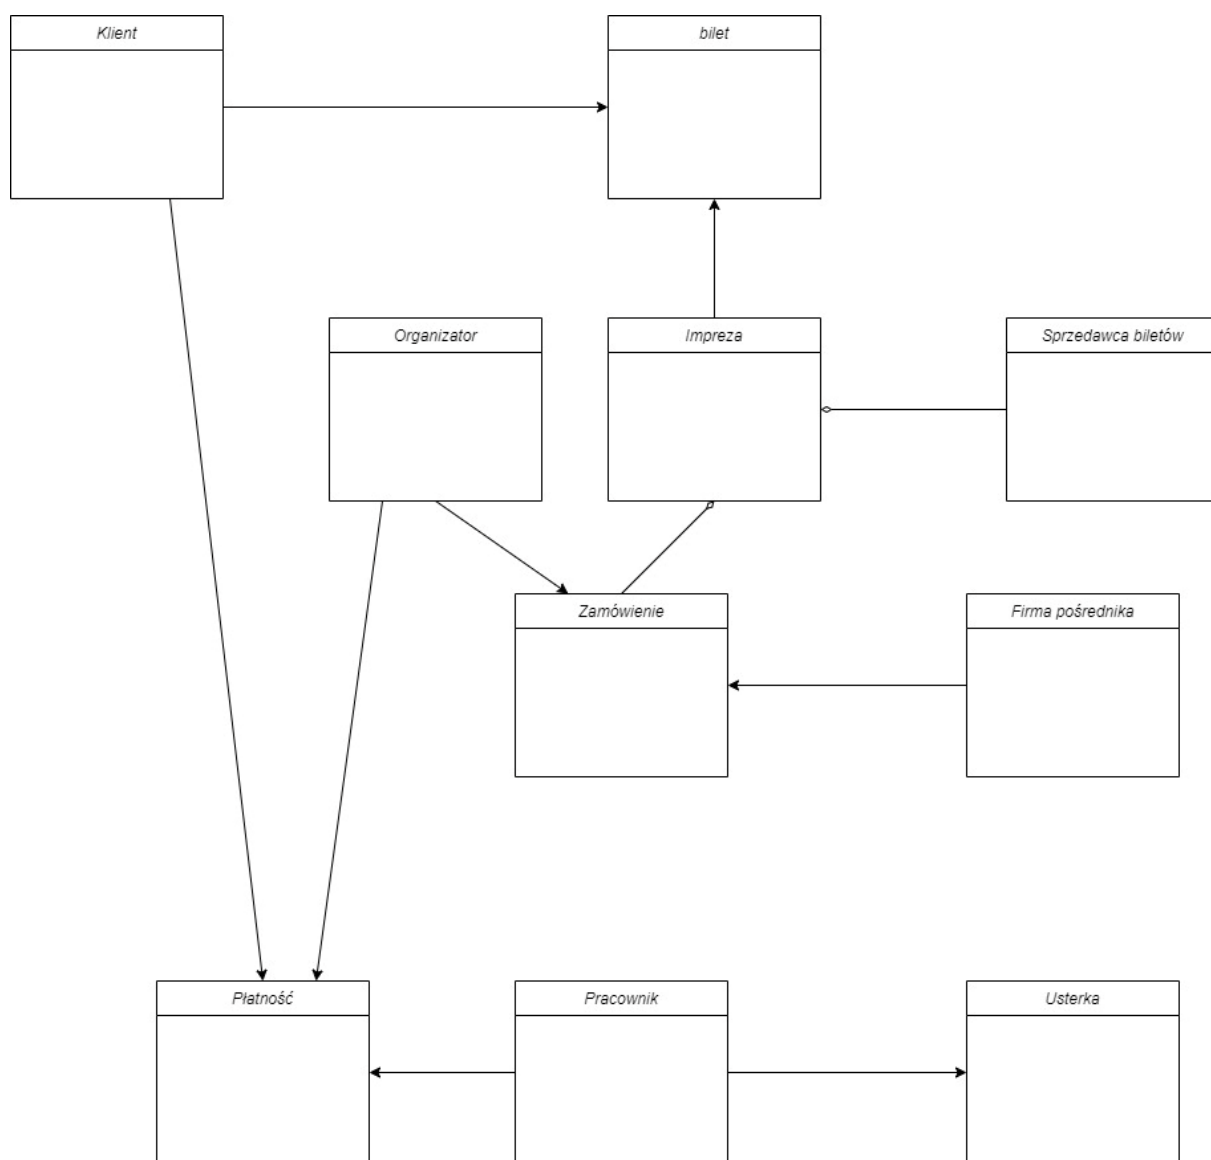 Klient
bilet
Organizator
Impreza
Sprzedawca biletów
Zamówienie
Firma pośrednika
Płatność
Pracownik
Usterka